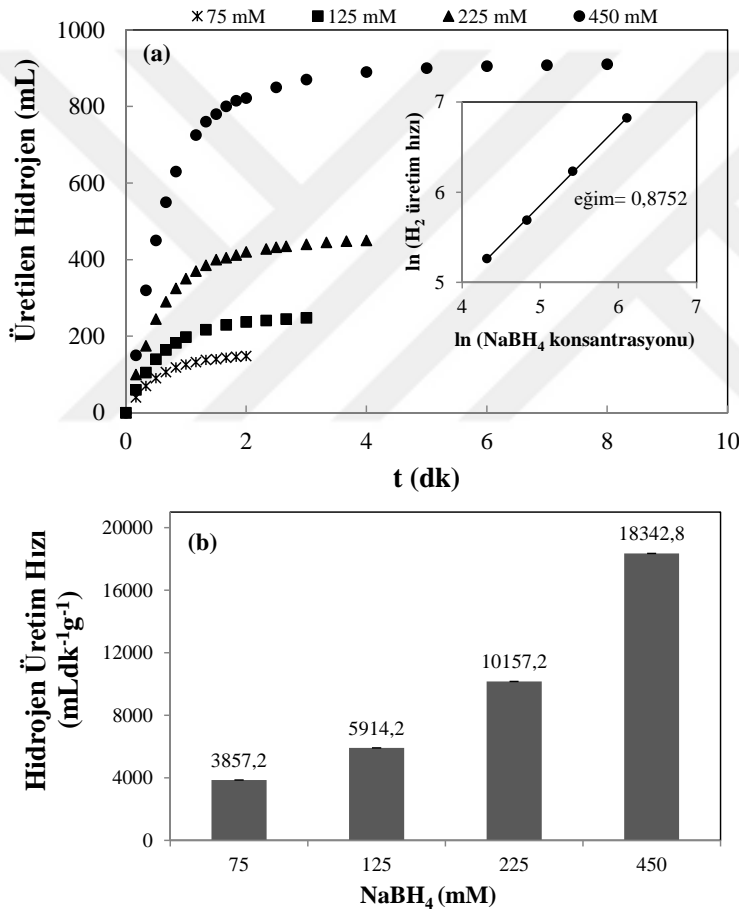 75 mM 125 mM 225 mM 450 mM
(a)
Üretilen Hidrojen (mL)
1000
800
600
400
200
0
0 2 4 6 8 10
t (dk)
ln (H₂ üretim hızı)
7
6
5
eğim= 0,8752
4 5 6 7
ln (NaBH₄ konsantrasyonu)
(b)
Hidrojen Üretim Hızı
(mLdk⁻¹g⁻¹)
20000
16000
12000
8000
4000
0
3857,2
5914,2
10157,2
18342,8
75 125 225 450
NaBH₄ (mM)